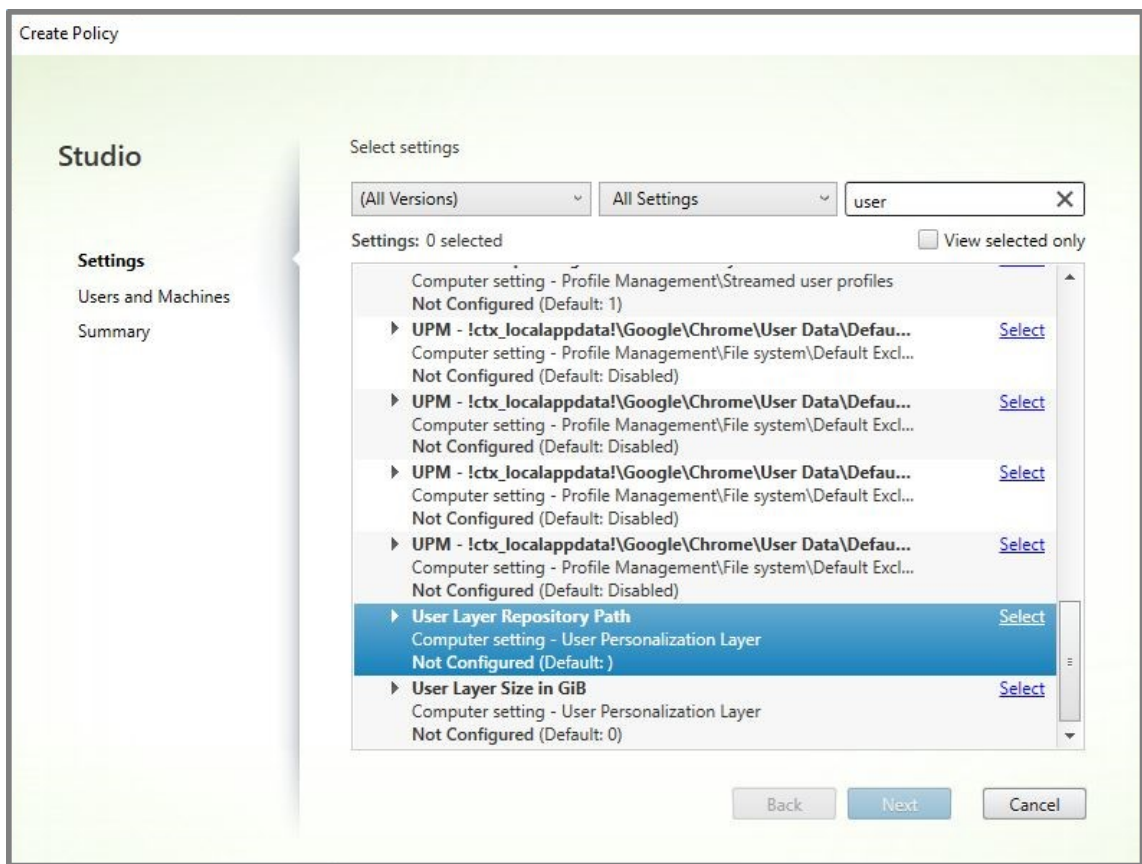 Create Policy
Studio
Settings
Users and Machines
Summary
Select settings
(All Versions)
All Settings
user
Settings: 0 selected
View selected only
Computer setting - Profile Management\Streamed user profiles
Not Configured (Default: 1)
UPM - !ctx_localappdata!\Google\Chrome\User Data\Defau...
Select
Computer setting - Profile Management\File system\Default Excl...
Not Configured (Default: Disabled)
UPM - !ctx_localappdata!\Google\Chrome\User Data\Defau...
Select
Computer setting - Profile Management\File system\Default Excl...
Not Configured (Default: Disabled)
UPM - !ctx_localappdata!\Google\Chrome\User Data\Defau...
Select
Computer setting - Profile Management\File system\Default Excl...
Not Configured (Default: Disabled)
UPM - !ctx_localappdata!\Google\Chrome\User Data\Defau...
Select
Computer setting - Profile Management\File system\Default Excl...
Not Configured (Default: Disabled)
User Layer Repository Path
Select
Computer setting - User Personalization Layer
Not Configured (Default: )
User Layer Size in GiB
Select
Computer setting - User Personalization Layer
Not Configured (Default: 0)
Back
Next
Cancel